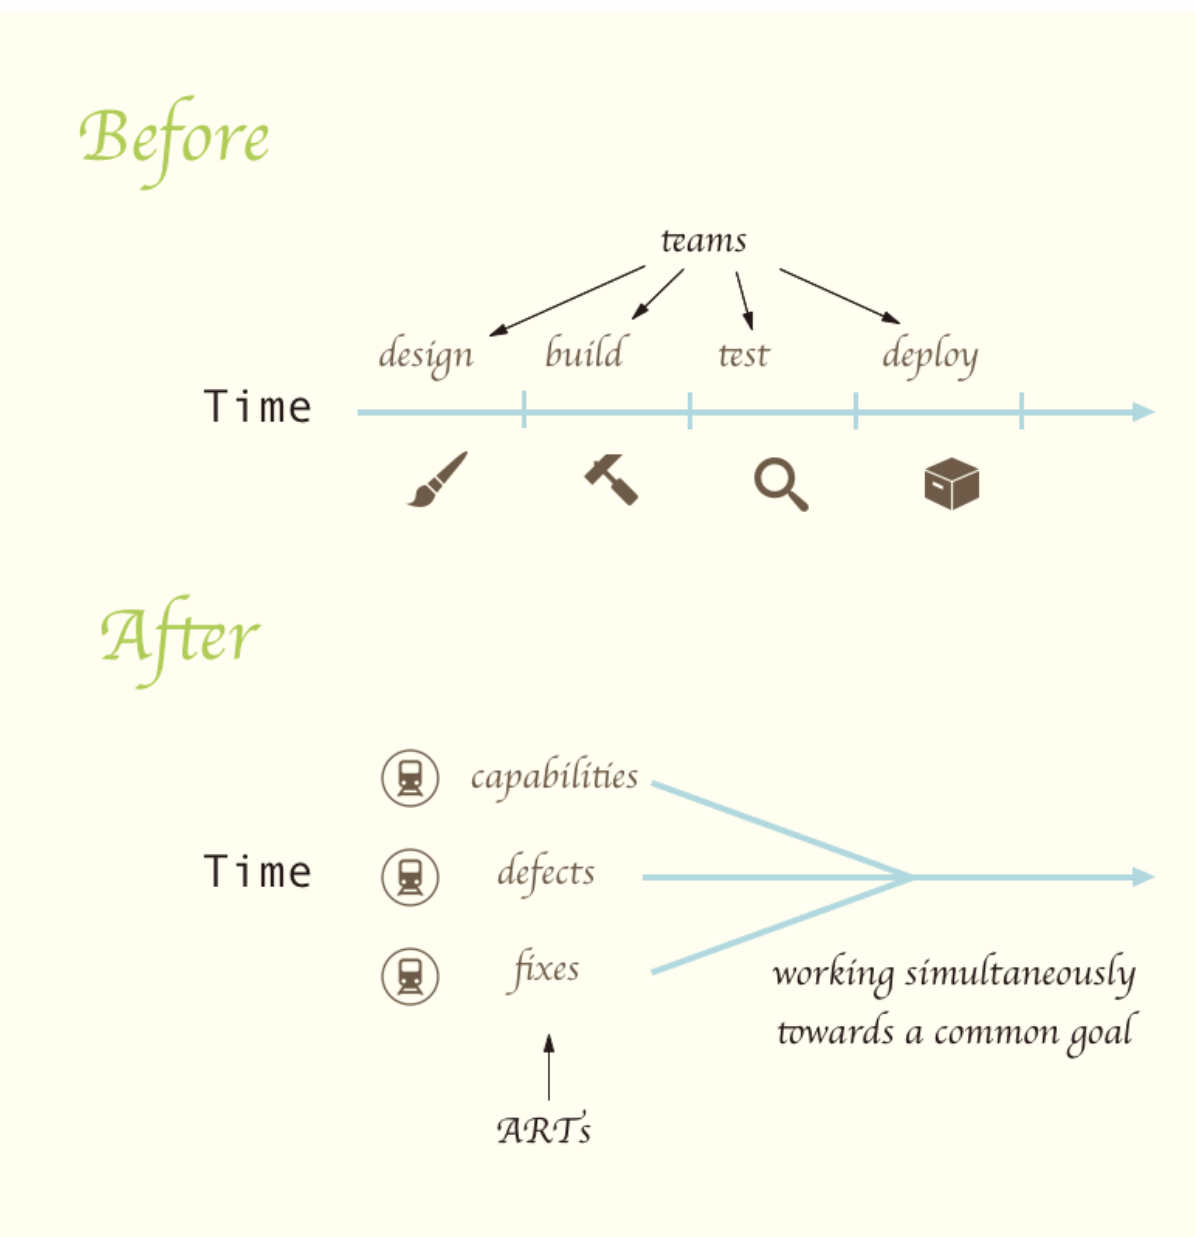 Before
teams
design build test deploy
Time
After
capabilities
Time defects
fixes
working simultaneously
towards a common goal
ARTs